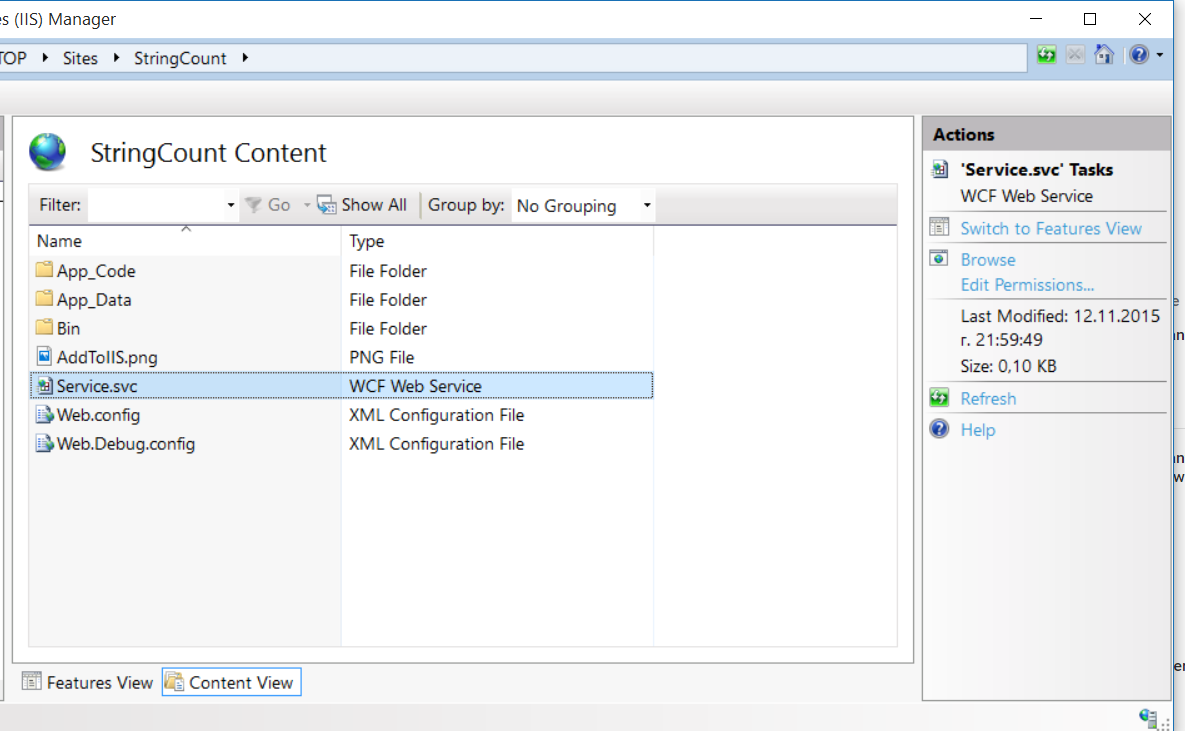 (IIS) Manager
Sites
StringCount
StringCount Content
Filter:
Go
Show All
Group by:
No Grouping
Name
Type
App_Code
File Folder
App_Data
File Folder
Bin
File Folder
AddToIIS.png
PNG File
Service.svc
WCF Web Service
Web.config
XML Configuration File
Web.Debug.config
XML Configuration File
Features View
Content View
Actions
'Service.svc' Tasks
WCF Web Service
Switch to Features View
Browse
Edit Permissions...
Last Modified: 12.11.2015
г. 21:59:49
Size: 0,10 KB
Refresh
Help